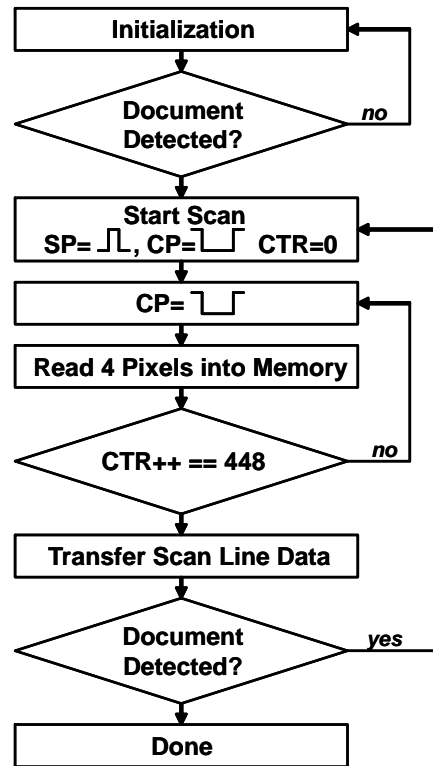 Initialization
Document
Detected?
no
Start Scan
SP= , CP= CTR=0
CP=
Read 4 Pixels into Memory
CTR++ == 448
no
Transfer Scan Line Data
Document
Detected?
yes
Done